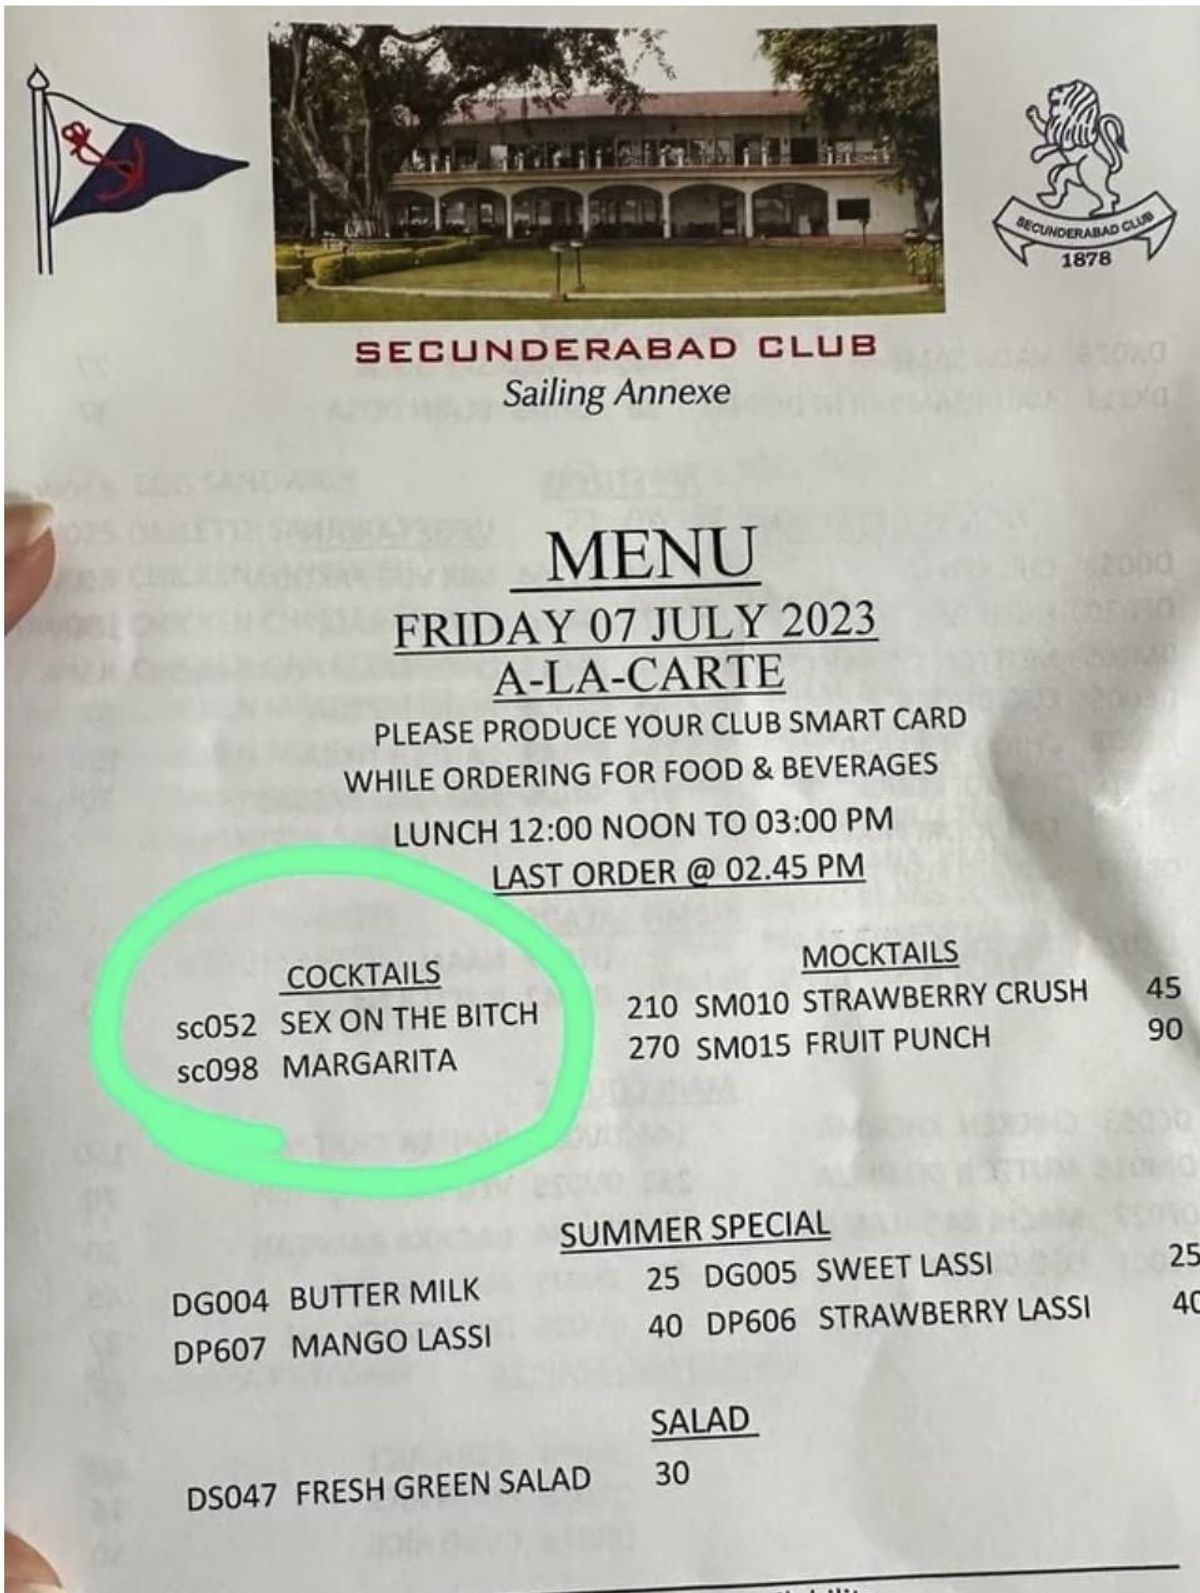 SECUNDERABAD CLUB
1878
SECUNDERABAD CLUB
Sailing Annexe
MENU
FRIDAY 07 JULY 2023
A-LA-CARTE
PLEASE PRODUCE YOUR CLUB SMART CARD
WHILE ORDERING FOR FOOD & BEVERAGES
LUNCH 12:00 NOON TO 03:00 PM
LAST ORDER @ 02.45 PM
COCKTAILS MOCKTAILS
sc052 SEX ON THE BITCH 210 SM010 STRAWBERRY CRUSH 45
sc098 MARGARITA 270 SM015 FRUIT PUNCH 90
SUMMER SPECIAL
DG004 BUTTER MILK 25 DG005 SWEET LASSI 25
DP607 MANGO LASSI 40 DP606 STRAWBERRY LASSI 40
SALAD
DS047 FRESH GREEN SALAD 30